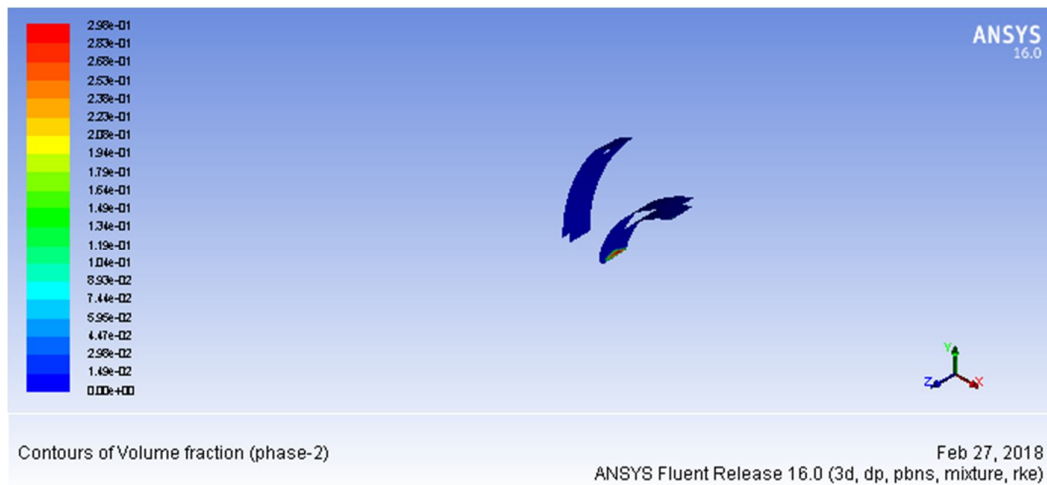 2.98e-01
2.83e-01
2.68e-01
2.53e-01
2.38e-01
2.23e-01
2.08e-01
1.94e-01
1.79e-01
1.64e-01
1.49e-01
1.34e-01
1.19e-01
1.04e-01
8.93e-02
7.44e-02
5.95e-02
4.47e-02
2.98e-02
1.49e-02
0.00e+00
ANSYS
16.0
Y
Z
X
Contours of Volume fraction (phase-2)
Feb 27, 2018
ANSYS Fluent Release 16.0 (3d, dp, pbns, mixture, rke)